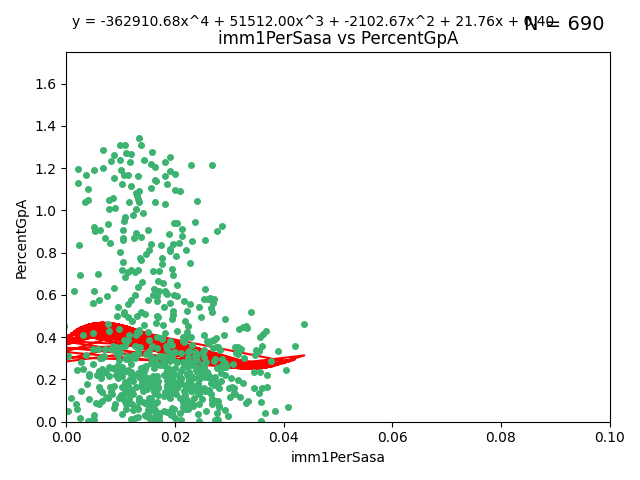 y = -362910.68x^4 + 51512.00x^3 + -2102.67x^2 + 21.76x + 0.40
N = 690
imm1PerSasa vs PercentGpA
PercentGpA
1.6
1.4
1.2
1.0
0.8
0.6
0.4
0.2
0.0
0.00 0.02 0.04 0.06 0.08 0.10
imm1PerSasa